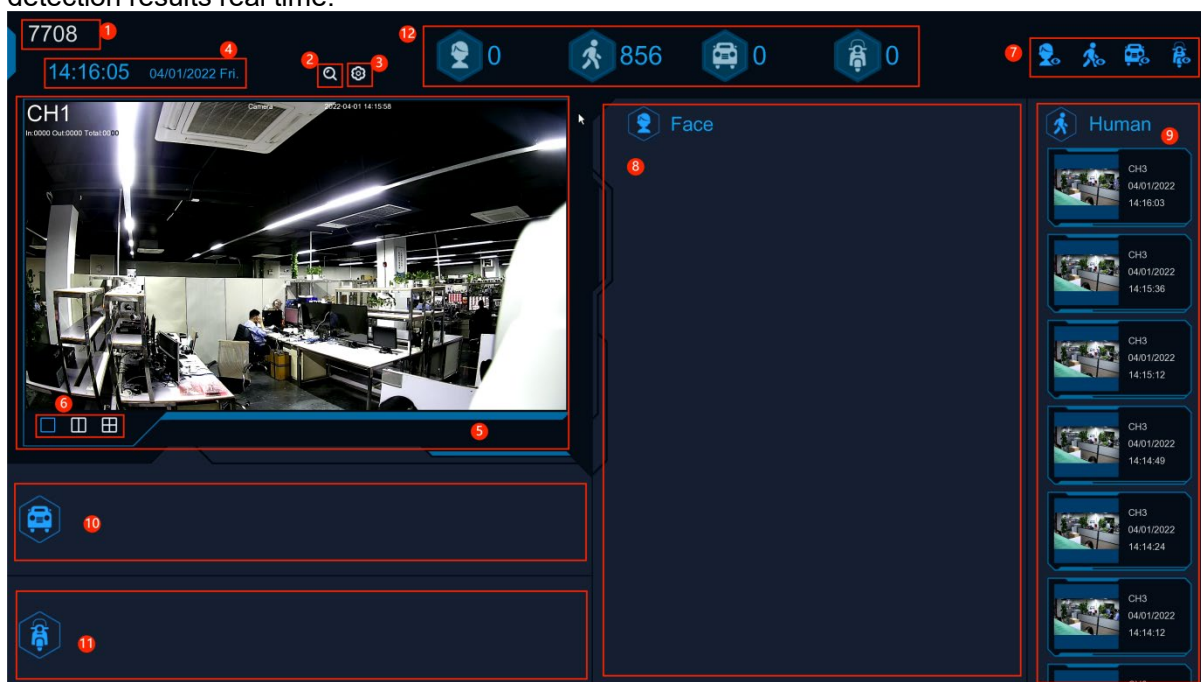 detection results real time.
7708
1
12
4
14:16:05
04/01/2022 Fri.
2
3
0
856
0
0
7
CH1
Camera
2022-04-01 14:15:58
In:0000 Out:0000 Total:0000
Face
8
Human
9
CH3
04/01/2022
14:16:03
CH3
04/01/2022
14:15:36
CH3
04/01/2022
14:15:12
CH3
04/01/2022
14:14:49
CH3
04/01/2022
14:14:24
CH3
04/01/2022
14:14:12
6
5
10
11